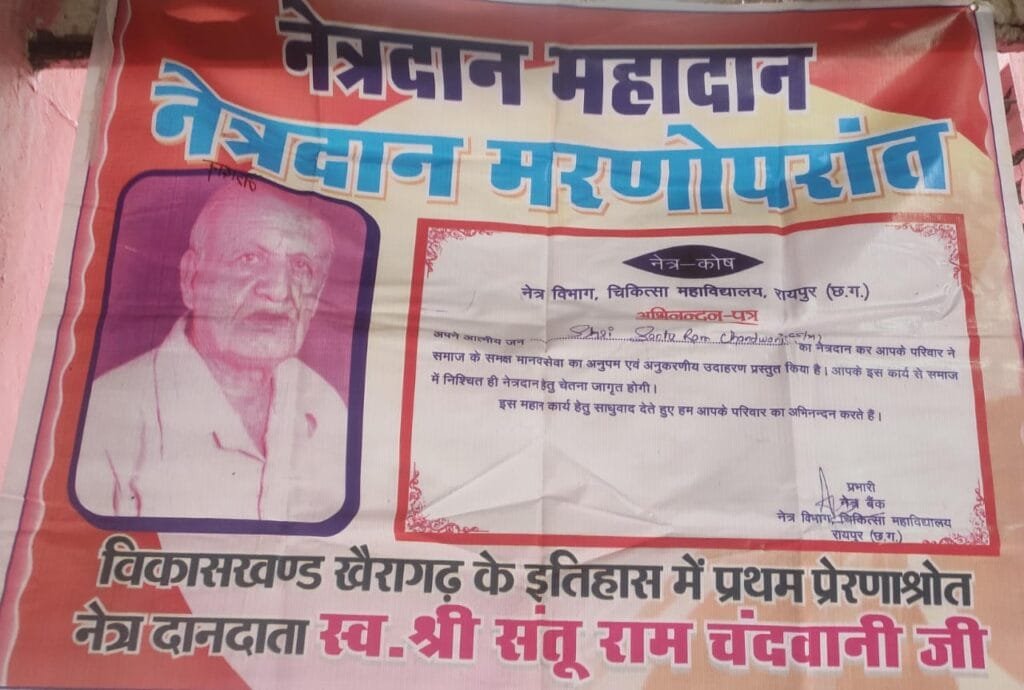 नेत्रदान महादान
नेत्रदान मरणोपरांत
नेत्र-कोष
नेत्र विभाग, चिकित्सा महाविद्यालय, रायपुर (छ.ग.)
अभिनन्दन-पत्र
अपने आत्मीय जन Shri Santu Ram Chandwani का नेत्रदान कर आपके परिवार ने
समाज के समक्ष मानवसेवा का अनुपम एवं अनुकरणीय उदाहरण प्रस्तुत किया है। आपके इस कार्य से समाज
में निश्चित ही नेत्रदान हेतु चेतना जागृत होगी।
इस महान कार्य हेतु साधुवाद देते हुए हम आपके परिवार का अभिनन्दन करते हैं।
प्रभारी
नेत्र बैंक
नेत्र विभाग, चिकित्सा महाविद्यालय
रायपुर (छ.ग.)
विकासखण्ड खैरागढ़ के इतिहास में प्रथम प्रेरणाश्रोत
नेत्र दानदाता स्व. श्री संतू राम चंदवानी जी